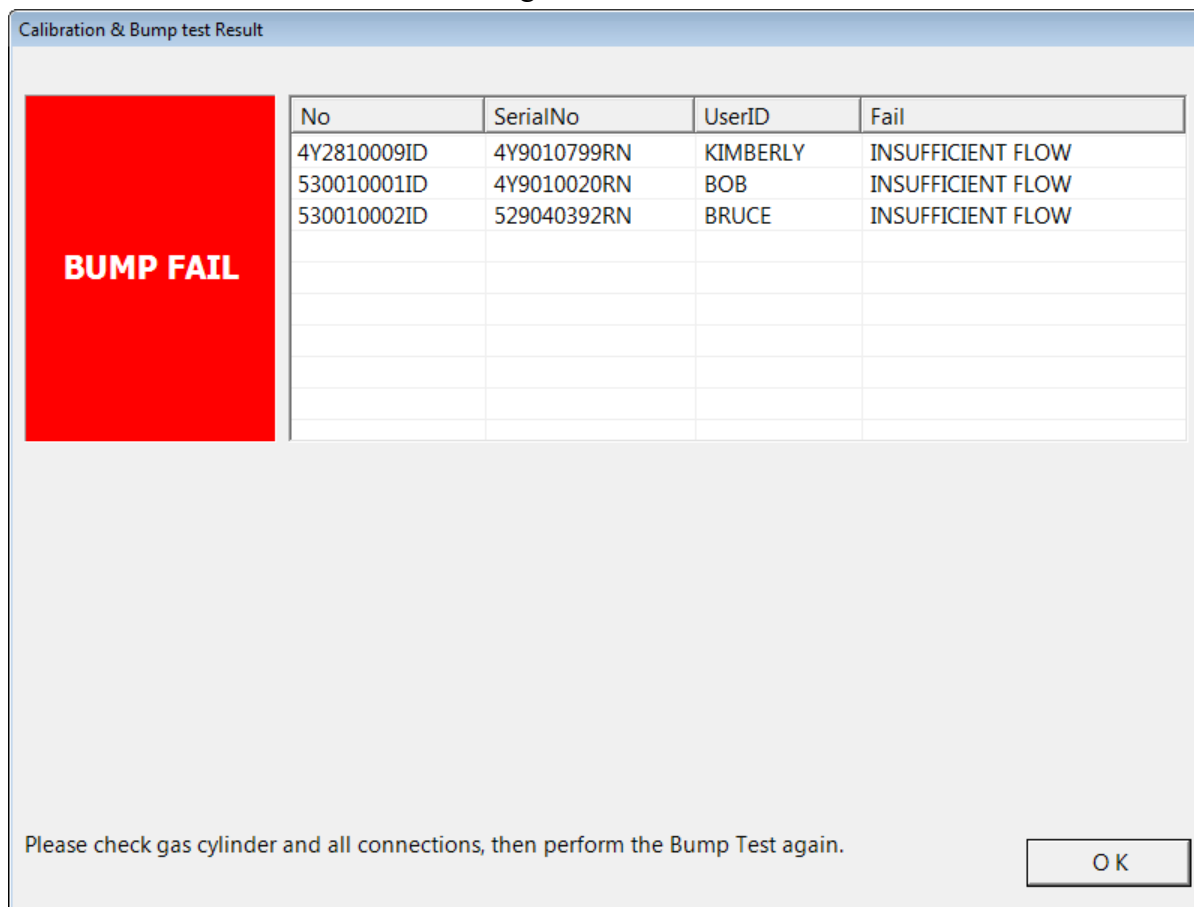 Calibration & Bump test Result
BUMP FAIL
No SerialNo UserID Fail
4Y2810009ID 4Y9010799RN KIMBERLY INSUFFICIENT FLOW
530010001ID 4Y9010020RN BOB INSUFFICIENT FLOW
530010002ID 529040392RN BRUCE INSUFFICIENT FLOW
Please check gas cylinder and all connections, then perform the Bump Test again.
O K